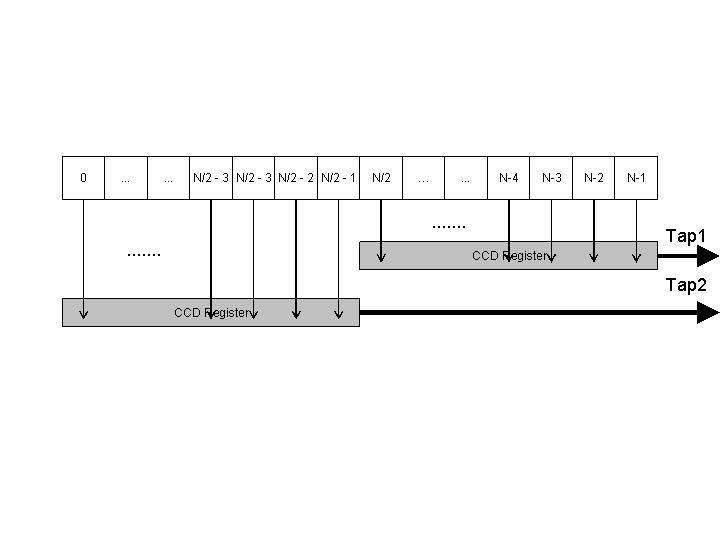 0 ... ... N/2 - 3 N/2 - 3 N/2 - 2 N/2 - 1 N/2 ... ... N-4 N-3 N-2 N-1
.......
Tap1
.......
CCD Register
Tap2
CCD Register